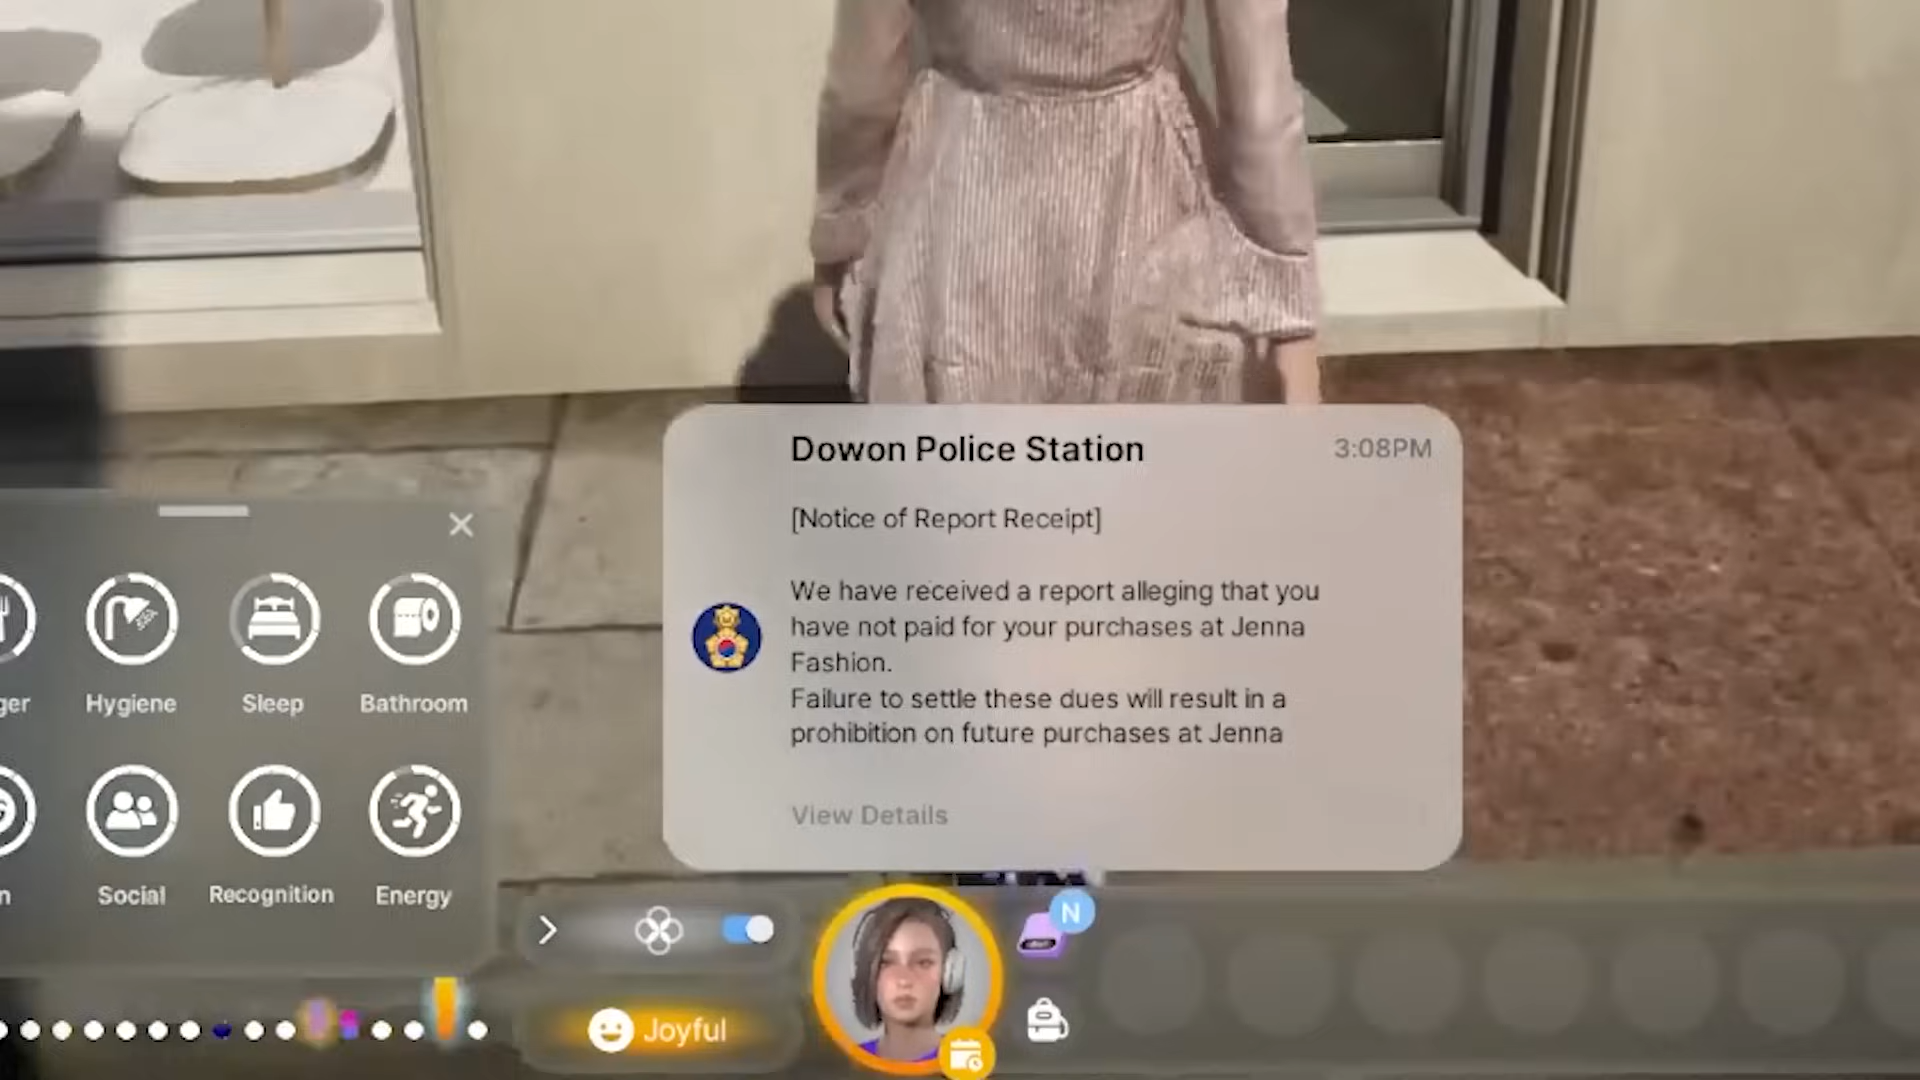 Dowon Police Station
3:08PM
[Notice of Report Receipt]
We have received a report alleging that you
have not paid for your purchases at Jenna
Fashion.
Failure to settle these dues will result in a
prohibition on future purchases at Jenna
View Details
ger
Hygiene
Sleep
Bathroom
n
Social
Recognition
Energy
N
Joyful